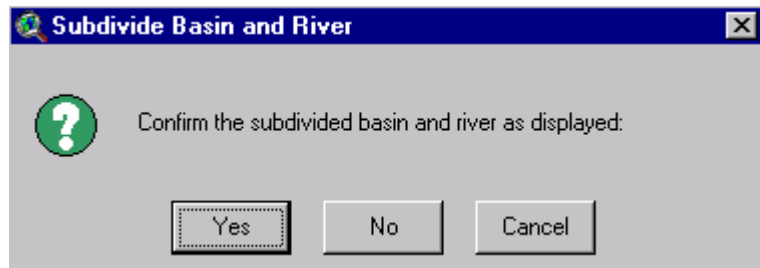 Subdivide Basin and River
Confirm the subdivided basin and river as displayed:
Yes No Cancel